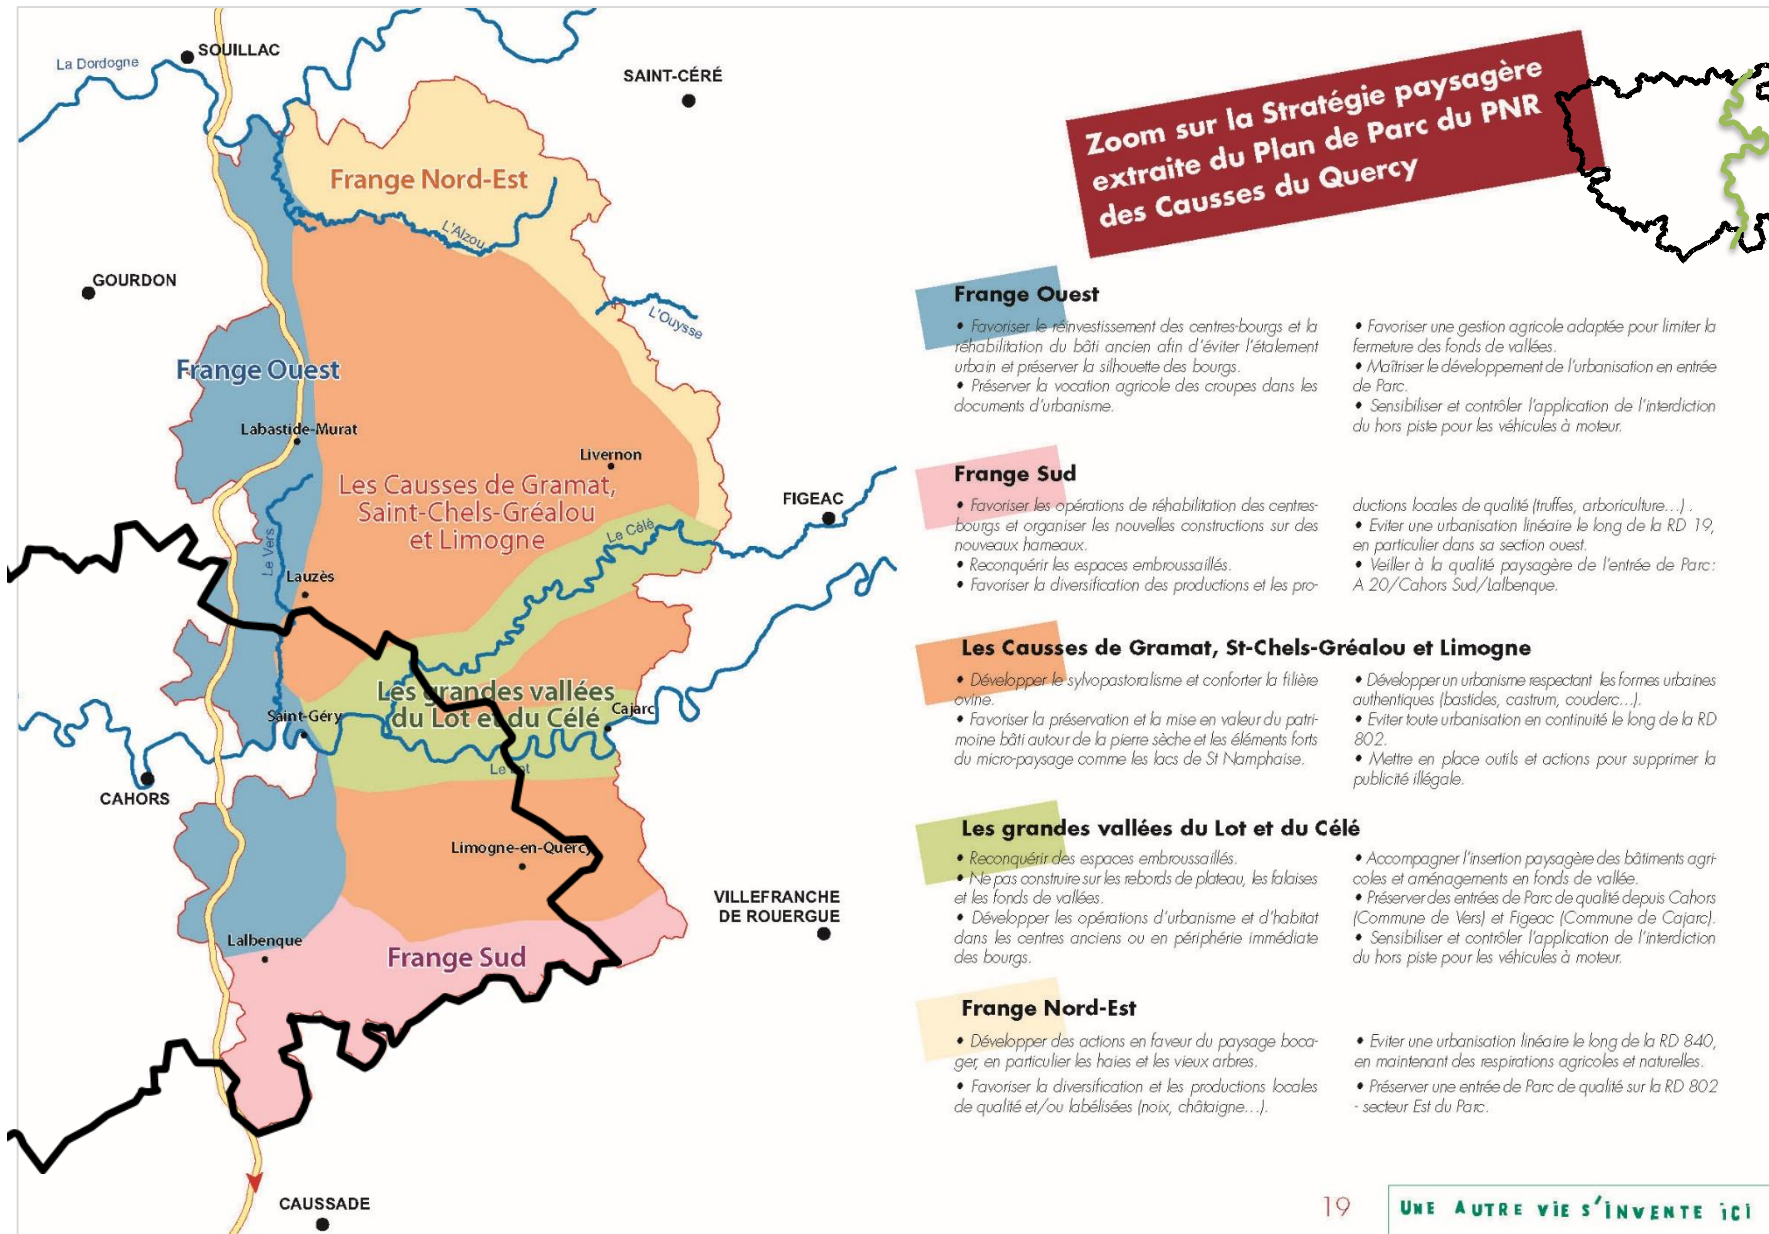 La Dordogne
SOUILLAC
SAINT-CÉRÉ
Frange Nord-Est
L'Alzou
GOURDON
L'Ouysse
Frange Ouest
Labastide-Murat
Livernon
Les Causses de Gramat,
Saint-Chels-Gréalou
et Limogne
FIGEAC
Le Célé
Le Vers
Lauzès
Les grandes vallées
du Lot et du Célé
Saint-Géry
Cajarc
Le Lot
CAHORS
Limogne-en-Quercy
VILLEFRANCHE
DE ROUERGUE
Lalbenque
Frange Sud
CAUSSADE
Zoom sur la Stratégie paysagère
extraite du Plan de Parc du PNR
des Causses du Quercy
Frange Ouest
• Favoriser le réinvestissement des centres-bourgs et la
réhabilitation du bâti ancien afin d'éviter l'étalement
urbain et préserver la silhouette des bourgs.
• Préserver la vocation agricole des croupes dans les
documents d'urbanisme.
• Favoriser une gestion agricole adaptée pour limiter la
fermeture des fonds de vallées.
• Maîtriser le développement de l'urbanisation en entrée
de Parc.
• Sensibiliser et contrôler l'application de l'interdiction
du hors piste pour les véhicules à moteur.
Frange Sud
• Favoriser les opérations de réhabilitation des centres-
bourgs et organiser les nouvelles constructions sur des
nouveaux hameaux.
• Reconquérir les espaces embroussaillés.
• Favoriser la diversification des productions et les pro-
ductions locales de qualité (truffes, arboriculture...) .
• Eviter une urbanisation linéaire le long de la RD 19,
en particulier dans sa section ouest.
• Veiller à la qualité paysagère de l'entrée de Parc:
A 20/Cahors Sud/Lalbenque.
Les Causses de Gramat, St-Chels-Gréalou et Limogne
• Développer le sylvopastoralisme et conforter la filière
ovine.
• Favoriser la préservation et la mise en valeur du patri-
moine bâti autour de la pierre sèche et les éléments forts
du micro-paysage comme les lacs de St Namphaise.
• Développer un urbanisme respectant les formes urbaines
authentiques (bastides, castrum, couderc...).
• Eviter toute urbanisation en continuité le long de la RD
802.
• Mettre en place outils et actions pour supprimer la
publicité illégale.
Les grandes vallées du Lot et du Célé
• Reconquérir des espaces embroussaillés.
• Ne pas construire sur les rebords de plateau, les falaises
et les fonds de vallées.
• Développer les opérations d'urbanisme et d'habitat
dans les centres anciens ou en périphérie immédiate
des bourgs.
• Accompagner l'insertion paysagère des bâtiments agri-
coles et aménagements en fonds de vallée.
• Préserver des entrées de Parc de qualité depuis Cahors
(Commune de Vers) et Figeac (Commune de Cajarc).
• Sensibiliser et contrôler l'application de l'interdiction
du hors piste pour les véhicules à moteur.
Frange Nord-Est
• Développer des actions en faveur du paysage boca-
ger, en particulier les haies et les vieux arbres.
• Favoriser la diversification et les productions locales
de qualité et/ou labélisées (noix, châtaigne...).
• Eviter une urbanisation linéaire le long de la RD 840,
en maintenant des respirations agricoles et naturelles.
• Préserver une entrée de Parc de qualité sur la RD 802
- secteur Est du Parc.
19
UNE AUTRE ViE S'iNVENTE iCi